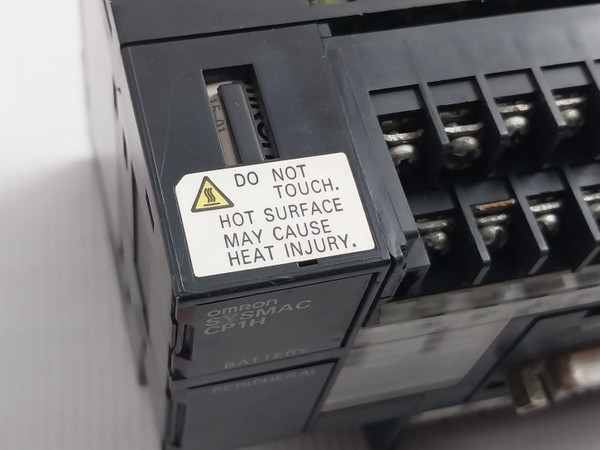 DO NOT
TOUCH.
HOT SURFACE
MAY CAUSE
HEAT INJURY.
OMRON
SYSMAC
CP1H
BATTERY
PERIPHERAL